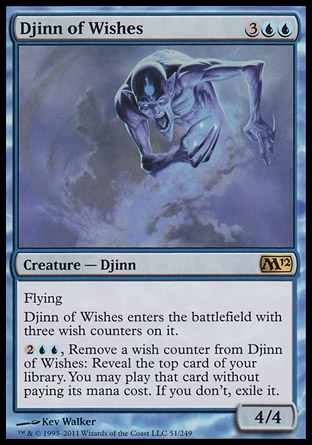 Djinn of Wishes 3
Creature — Djinn M12
Flying
Djinn of Wishes enters the battlefield with
three wish counters on it.
2, Remove a wish counter from Djinn
of Wishes: Reveal the top card of your
library. You may play that card without
paying its mana cost. If you don't, exile it.
Kev Walker
™ & © 1993-2011 Wizards of the Coast LLC 51/249
4/4